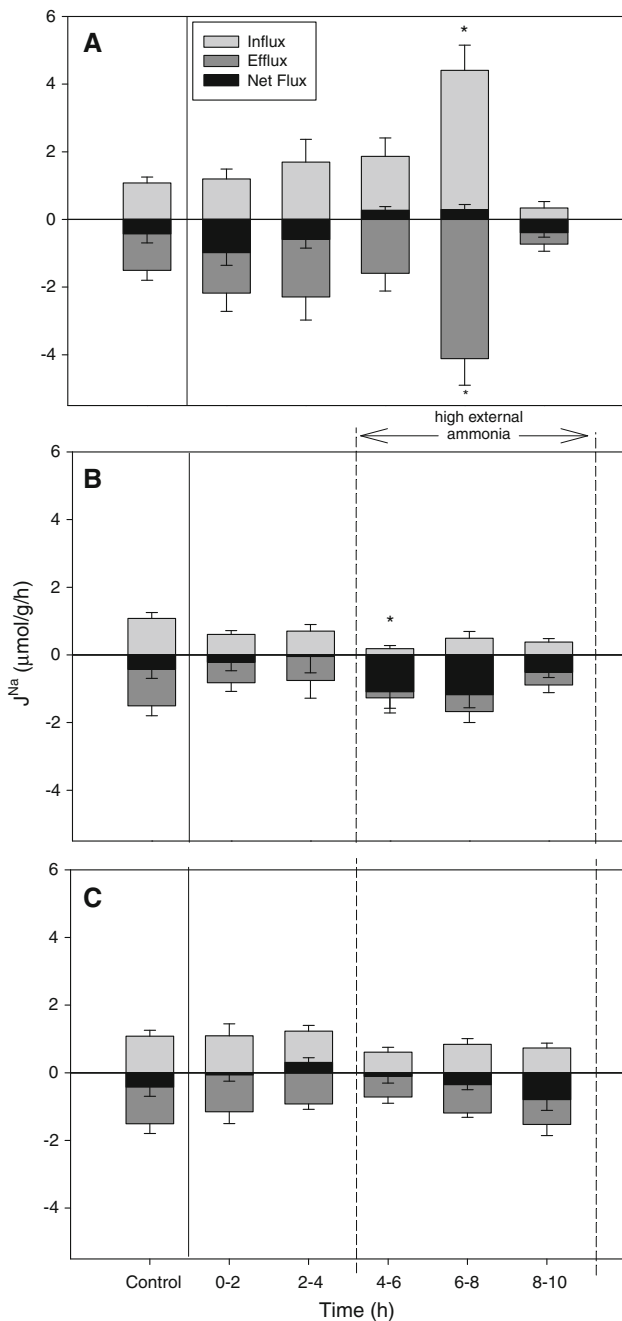 6
A
Influx
Efflux
Net Flux
*
4
2
0
-2
-4
*
high external
ammonia
6
B
4
2
*
0
-2
-4
J^Na (µmol/g/h)
6
C
4
2
0
-2
-4
Control 0-2 2-4 4-6 6-8 8-10
Time (h)